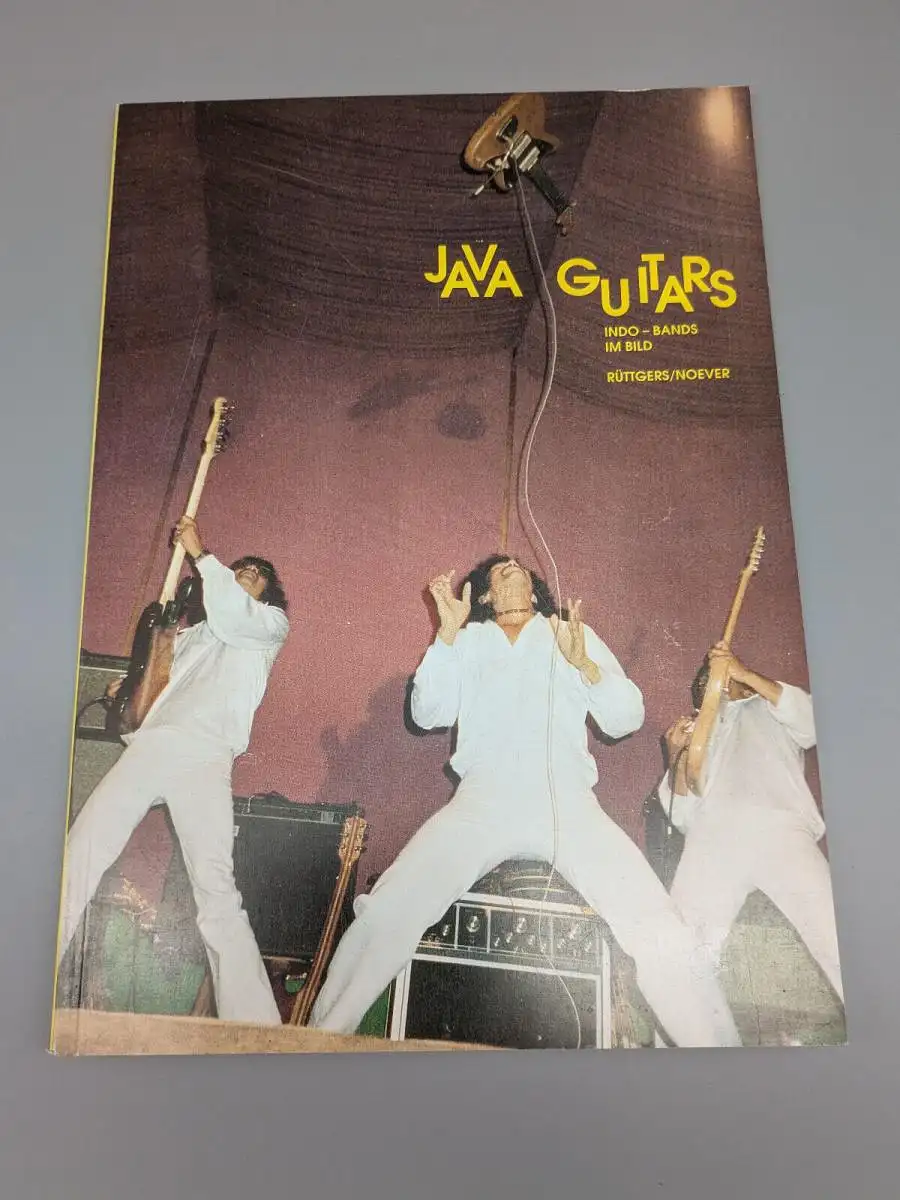 JAVA GUITARS
INDO – BANDS
IM BILD
RÜTTGERS/NOEVER